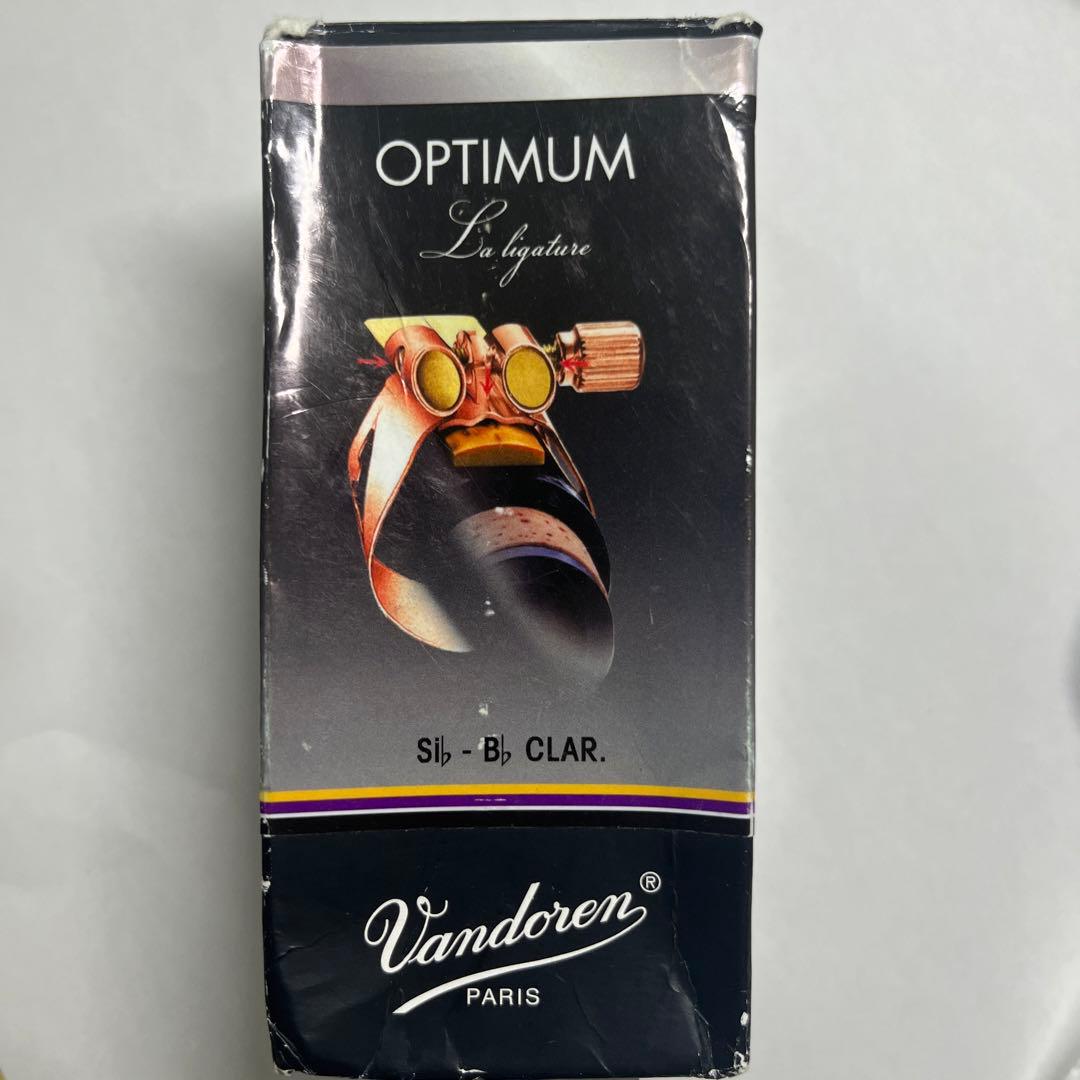 OPTIMUM
La ligature
Si♭ - B♭ CLAR.
Vandoren®
PARIS